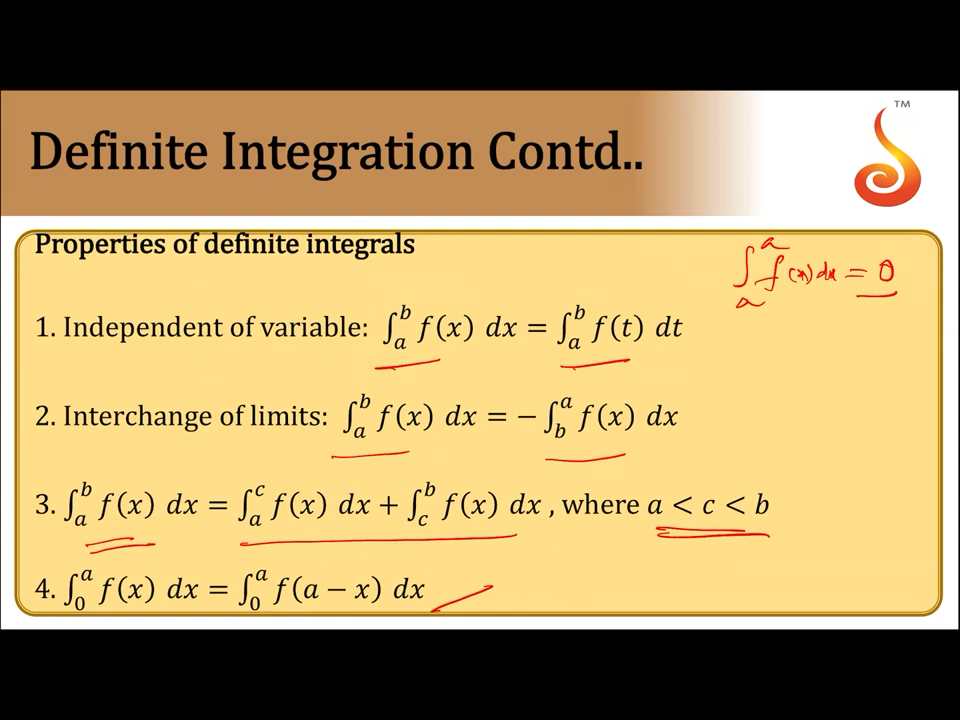 TM
Definite Integration Contd..
Properties of definite integrals
∫_a^a f(x) dx = 0
1. Independent of variable: ∫_a^b f(x) dx = ∫_a^b f(t) dt
2. Interchange of limits: ∫_a^b f(x) dx = − ∫_b^a f(x) dx
3. ∫_a^b f(x) dx = ∫_a^c f(x) dx + ∫_c^b f(x) dx , where a < c < b
4. ∫_0^a f(x) dx = ∫_0^a f(a − x) dx